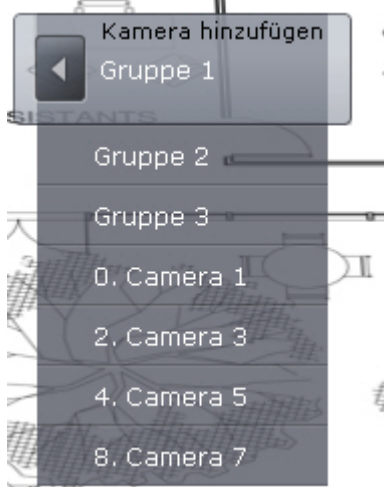 Kamera hinzufügen
Gruppe 1
SISTANTS
Gruppe 2
Gruppe 3
0. Camera 1
2. Camera 3
4. Camera 5
8. Camera 7